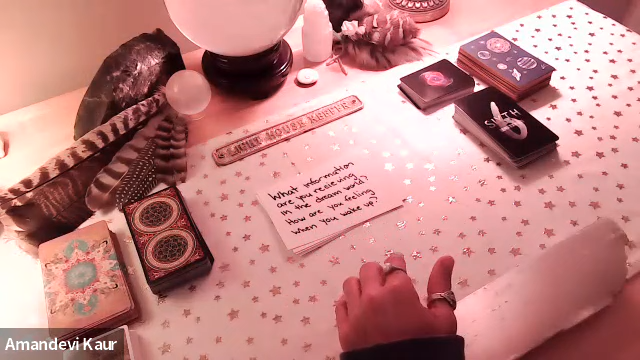 LIGHT HOUSE KEEPER
What information
are you recieving
in the dream world?
How are you feeling
when you wake up?
Amandevi Kaur